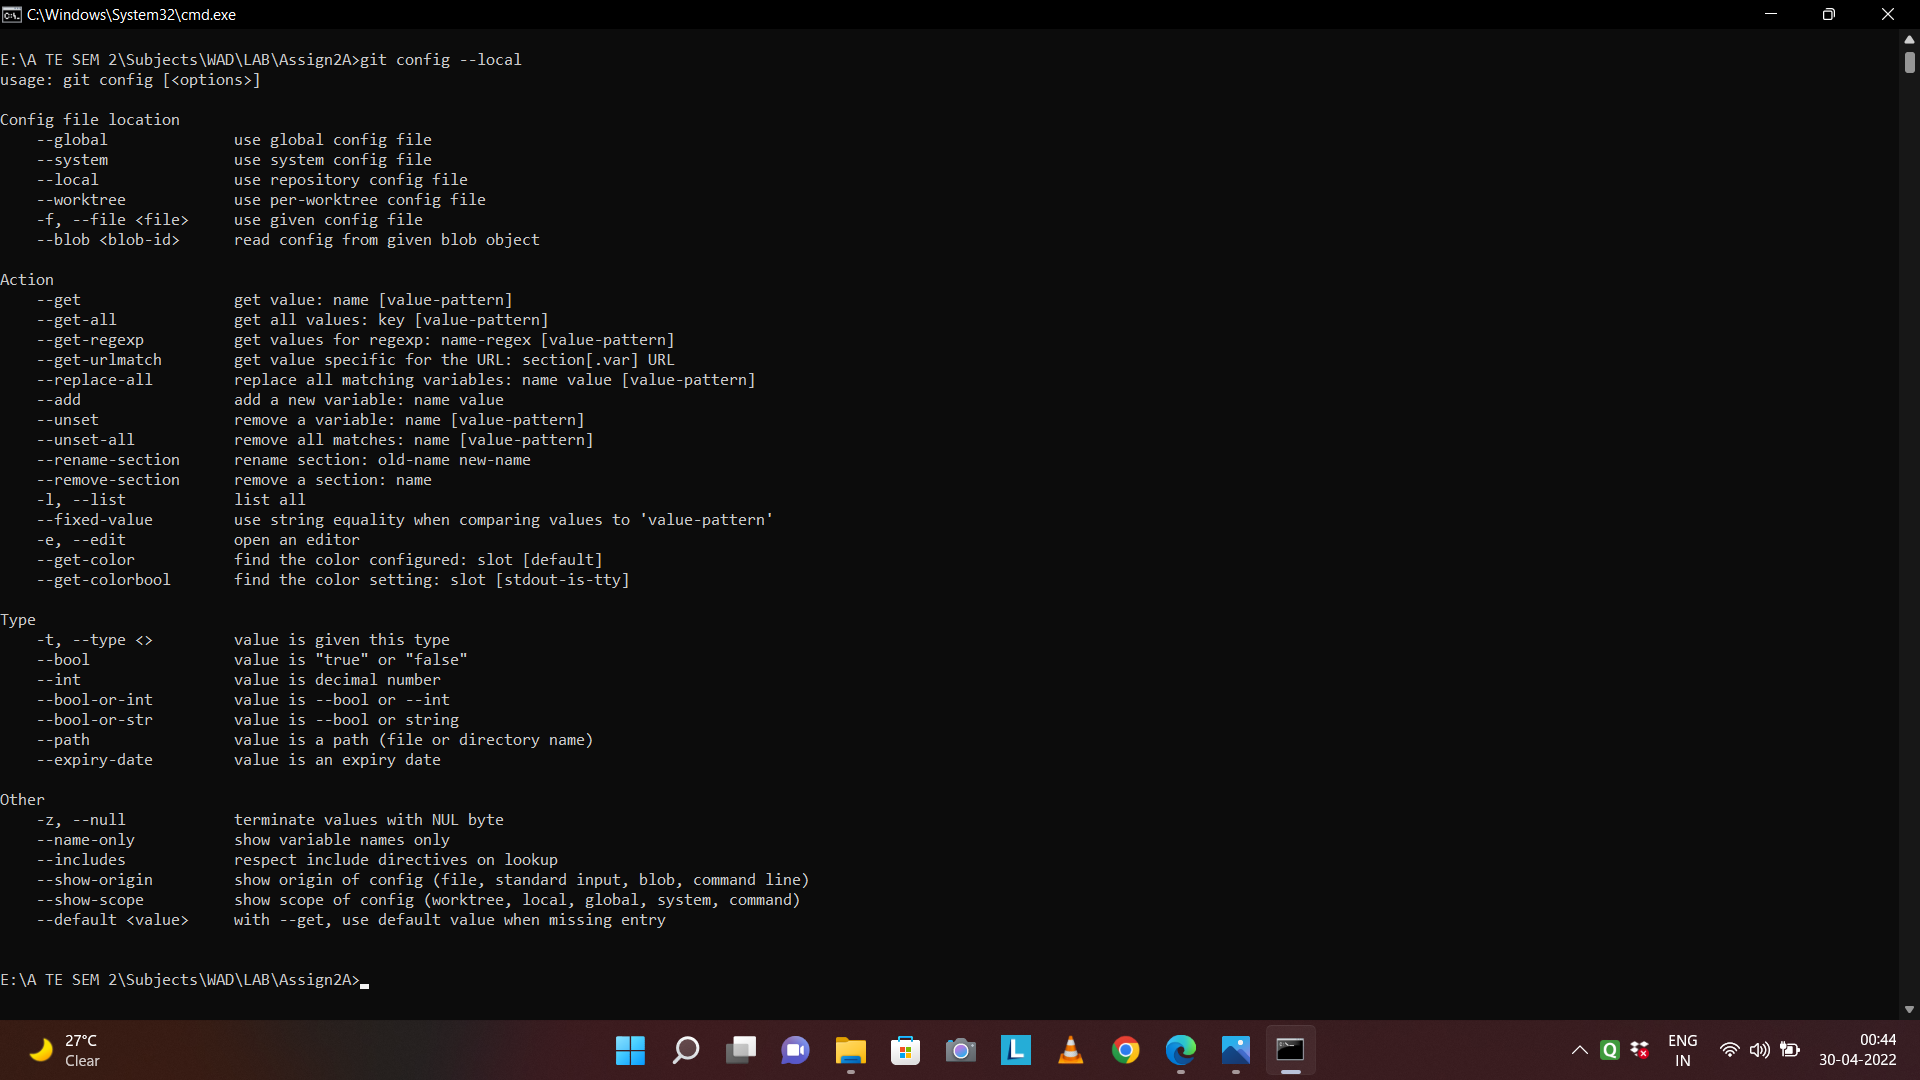 C:\Windows\System32\cmd.exe
E:\A TE SEM 2\Subjects\WAD\LAB\Assign2A>git config --local
usage: git config [<options>]
Config file location
--global use global config file
--system use system config file
--local use repository config file
--worktree use per-worktree config file
-f, --file <file> use given config file
--blob <blob-id> read config from given blob object
Action
--get get value: name [value-pattern]
--get-all get all values: key [value-pattern]
--get-regexp get values for regexp: name-regex [value-pattern]
--get-urlmatch get value specific for the URL: section[.var] URL
--replace-all replace all matching variables: name value [value-pattern]
--add add a new variable: name value
--unset remove a variable: name [value-pattern]
--unset-all remove all matches: name [value-pattern]
--rename-section rename section: old-name new-name
--remove-section remove a section: name
-l, --list list all
--fixed-value use string equality when comparing values to 'value-pattern'
-e, --edit open an editor
--get-color find the color configured: slot [default]
--get-colorbool find the color setting: slot [stdout-is-tty]
Type
-t, --type <> value is given this type
--bool value is "true" or "false"
--int value is decimal number
--bool-or-int value is --bool or --int
--bool-or-str value is --bool or string
--path value is a path (file or directory name)
--expiry-date value is an expiry date
Other
-z, --null terminate values with NUL byte
--name-only show variable names only
--includes respect include directives on lookup
--show-origin show origin of config (file, standard input, blob, command line)
--show-scope show scope of config (worktree, local, global, system, command)
--default <value> with --get, use default value when missing entry
E:\A TE SEM 2\Subjects\WAD\LAB\Assign2A>
27°C
Clear
L
Q
ENG
IN
00:44
30-04-2022